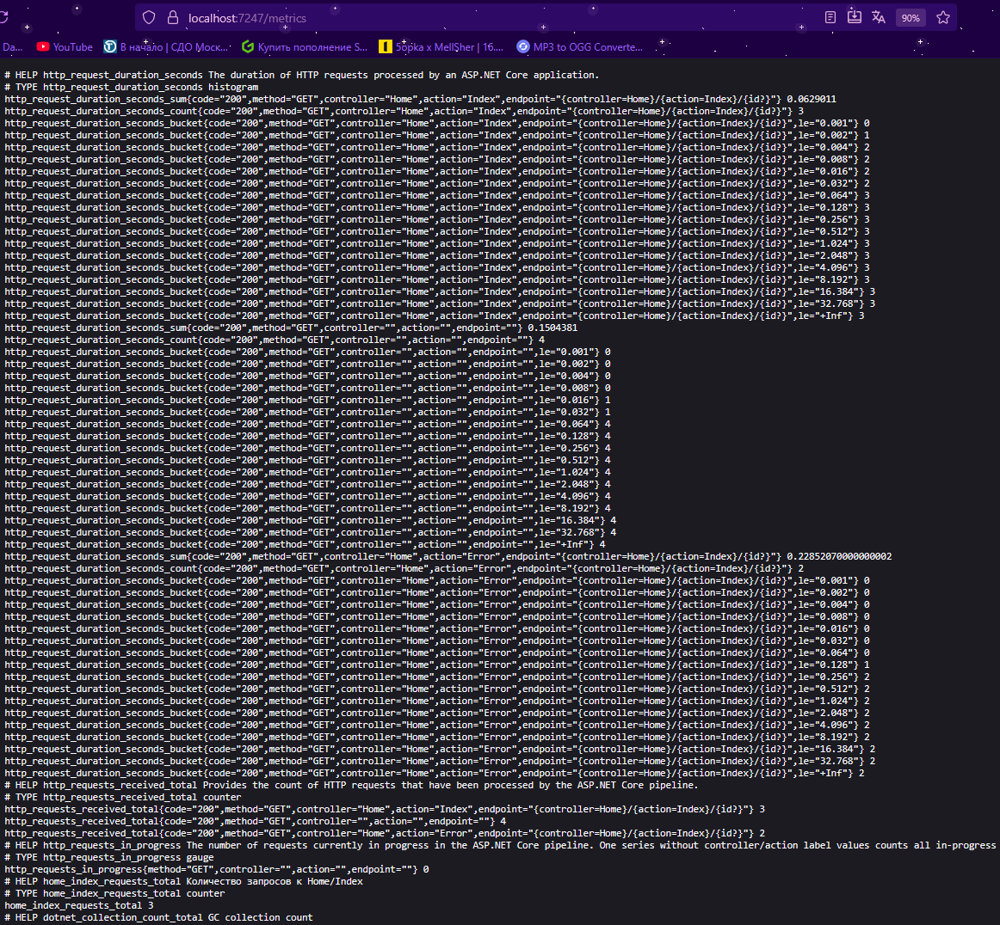 localhost:7247/metrics
90%
Da...
YouTube
В начало | СДО Моск...
Купить пополнение S...
5opka x MellSher | 16....
MP3 to OGG Converte...
# HELP http_request_duration_seconds The duration of HTTP requests processed by an ASP.NET Core application.
# TYPE http_request_duration_seconds histogram
http_request_duration_seconds_sum{code="200",method="GET",controller="Home",action="Index",endpoint="{controller=Home}/{action=Index}/{id?}"} 0.0629011
http_request_duration_seconds_count{code="200",method="GET",controller="Home",action="Index",endpoint="{controller=Home}/{action=Index}/{id?}"} 3
http_request_duration_seconds_bucket{code="200",method="GET",controller="Home",action="Index",endpoint="{controller=Home}/{action=Index}/{id?}",le="0.001"} 0
http_request_duration_seconds_bucket{code="200",method="GET",controller="Home",action="Index",endpoint="{controller=Home}/{action=Index}/{id?}",le="0.002"} 1
http_request_duration_seconds_bucket{code="200",method="GET",controller="Home",action="Index",endpoint="{controller=Home}/{action=Index}/{id?}",le="0.004"} 2
http_request_duration_seconds_bucket{code="200",method="GET",controller="Home",action="Index",endpoint="{controller=Home}/{action=Index}/{id?}",le="0.008"} 2
http_request_duration_seconds_bucket{code="200",method="GET",controller="Home",action="Index",endpoint="{controller=Home}/{action=Index}/{id?}",le="0.016"} 2
http_request_duration_seconds_bucket{code="200",method="GET",controller="Home",action="Index",endpoint="{controller=Home}/{action=Index}/{id?}",le="0.032"} 2
http_request_duration_seconds_bucket{code="200",method="GET",controller="Home",action="Index",endpoint="{controller=Home}/{action=Index}/{id?}",le="0.064"} 3
http_request_duration_seconds_bucket{code="200",method="GET",controller="Home",action="Index",endpoint="{controller=Home}/{action=Index}/{id?}",le="0.128"} 3
http_request_duration_seconds_bucket{code="200",method="GET",controller="Home",action="Index",endpoint="{controller=Home}/{action=Index}/{id?}",le="0.256"} 3
http_request_duration_seconds_bucket{code="200",method="GET",controller="Home",action="Index",endpoint="{controller=Home}/{action=Index}/{id?}",le="0.512"} 3
http_request_duration_seconds_bucket{code="200",method="GET",controller="Home",action="Index",endpoint="{controller=Home}/{action=Index}/{id?}",le="1.024"} 3
http_request_duration_seconds_bucket{code="200",method="GET",controller="Home",action="Index",endpoint="{controller=Home}/{action=Index}/{id?}",le="2.048"} 3
http_request_duration_seconds_bucket{code="200",method="GET",controller="Home",action="Index",endpoint="{controller=Home}/{action=Index}/{id?}",le="4.096"} 3
http_request_duration_seconds_bucket{code="200",method="GET",controller="Home",action="Index",endpoint="{controller=Home}/{action=Index}/{id?}",le="8.192"} 3
http_request_duration_seconds_bucket{code="200",method="GET",controller="Home",action="Index",endpoint="{controller=Home}/{action=Index}/{id?}",le="16.384"} 3
http_request_duration_seconds_bucket{code="200",method="GET",controller="Home",action="Index",endpoint="{controller=Home}/{action=Index}/{id?}",le="32.768"} 3
http_request_duration_seconds_bucket{code="200",method="GET",controller="Home",action="Index",endpoint="{controller=Home}/{action=Index}/{id?}",le="+Inf"} 3
http_request_duration_seconds_sum{code="200",method="GET",controller="",action="",endpoint=""} 0.1504381
http_request_duration_seconds_count{code="200",method="GET",controller="",action="",endpoint=""} 4
http_request_duration_seconds_bucket{code="200",method="GET",controller="",action="",endpoint="",le="0.001"} 0
http_request_duration_seconds_bucket{code="200",method="GET",controller="",action="",endpoint="",le="0.002"} 0
http_request_duration_seconds_bucket{code="200",method="GET",controller="",action="",endpoint="",le="0.004"} 0
http_request_duration_seconds_bucket{code="200",method="GET",controller="",action="",endpoint="",le="0.008"} 0
http_request_duration_seconds_bucket{code="200",method="GET",controller="",action="",endpoint="",le="0.016"} 1
http_request_duration_seconds_bucket{code="200",method="GET",controller="",action="",endpoint="",le="0.032"} 1
http_request_duration_seconds_bucket{code="200",method="GET",controller="",action="",endpoint="",le="0.064"} 4
http_request_duration_seconds_bucket{code="200",method="GET",controller="",action="",endpoint="",le="0.128"} 4
http_request_duration_seconds_bucket{code="200",method="GET",controller="",action="",endpoint="",le="0.256"} 4
http_request_duration_seconds_bucket{code="200",method="GET",controller="",action="",endpoint="",le="0.512"} 4
http_request_duration_seconds_bucket{code="200",method="GET",controller="",action="",endpoint="",le="1.024"} 4
http_request_duration_seconds_bucket{code="200",method="GET",controller="",action="",endpoint="",le="2.048"} 4
http_request_duration_seconds_bucket{code="200",method="GET",controller="",action="",endpoint="",le="4.096"} 4
http_request_duration_seconds_bucket{code="200",method="GET",controller="",action="",endpoint="",le="8.192"} 4
http_request_duration_seconds_bucket{code="200",method="GET",controller="",action="",endpoint="",le="16.384"} 4
http_request_duration_seconds_bucket{code="200",method="GET",controller="",action="",endpoint="",le="32.768"} 4
http_request_duration_seconds_bucket{code="200",method="GET",controller="",action="",endpoint="",le="+Inf"} 4
http_request_duration_seconds_sum{code="200",method="GET",controller="Home",action="Error",endpoint="{controller=Home}/{action=Index}/{id?}"} 0.22852070000000002
http_request_duration_seconds_count{code="200",method="GET",controller="Home",action="Error",endpoint="{controller=Home}/{action=Index}/{id?}"} 2
http_request_duration_seconds_bucket{code="200",method="GET",controller="Home",action="Error",endpoint="{controller=Home}/{action=Index}/{id?}",le="0.001"} 0
http_request_duration_seconds_bucket{code="200",method="GET",controller="Home",action="Error",endpoint="{controller=Home}/{action=Index}/{id?}",le="0.002"} 0
http_request_duration_seconds_bucket{code="200",method="GET",controller="Home",action="Error",endpoint="{controller=Home}/{action=Index}/{id?}",le="0.004"} 0
http_request_duration_seconds_bucket{code="200",method="GET",controller="Home",action="Error",endpoint="{controller=Home}/{action=Index}/{id?}",le="0.008"} 0
http_request_duration_seconds_bucket{code="200",method="GET",controller="Home",action="Error",endpoint="{controller=Home}/{action=Index}/{id?}",le="0.016"} 0
http_request_duration_seconds_bucket{code="200",method="GET",controller="Home",action="Error",endpoint="{controller=Home}/{action=Index}/{id?}",le="0.032"} 0
http_request_duration_seconds_bucket{code="200",method="GET",controller="Home",action="Error",endpoint="{controller=Home}/{action=Index}/{id?}",le="0.064"} 0
http_request_duration_seconds_bucket{code="200",method="GET",controller="Home",action="Error",endpoint="{controller=Home}/{action=Index}/{id?}",le="0.128"} 1
http_request_duration_seconds_bucket{code="200",method="GET",controller="Home",action="Error",endpoint="{controller=Home}/{action=Index}/{id?}",le="0.256"} 2
http_request_duration_seconds_bucket{code="200",method="GET",controller="Home",action="Error",endpoint="{controller=Home}/{action=Index}/{id?}",le="0.512"} 2
http_request_duration_seconds_bucket{code="200",method="GET",controller="Home",action="Error",endpoint="{controller=Home}/{action=Index}/{id?}",le="1.024"} 2
http_request_duration_seconds_bucket{code="200",method="GET",controller="Home",action="Error",endpoint="{controller=Home}/{action=Index}/{id?}",le="2.048"} 2
http_request_duration_seconds_bucket{code="200",method="GET",controller="Home",action="Error",endpoint="{controller=Home}/{action=Index}/{id?}",le="4.096"} 2
http_request_duration_seconds_bucket{code="200",method="GET",controller="Home",action="Error",endpoint="{controller=Home}/{action=Index}/{id?}",le="8.192"} 2
http_request_duration_seconds_bucket{code="200",method="GET",controller="Home",action="Error",endpoint="{controller=Home}/{action=Index}/{id?}",le="16.384"} 2
http_request_duration_seconds_bucket{code="200",method="GET",controller="Home",action="Error",endpoint="{controller=Home}/{action=Index}/{id?}",le="32.768"} 2
http_request_duration_seconds_bucket{code="200",method="GET",controller="Home",action="Error",endpoint="{controller=Home}/{action=Index}/{id?}",le="+Inf"} 2
# HELP http_requests_received_total Provides the count of HTTP requests that have been processed by the ASP.NET Core pipeline.
# TYPE http_requests_received_total counter
http_requests_received_total{code="200",method="GET",controller="Home",action="Index",endpoint="{controller=Home}/{action=Index}/{id?}"} 3
http_requests_received_total{code="200",method="GET",controller="",action="",endpoint=""} 4
http_requests_received_total{code="200",method="GET",controller="Home",action="Error",endpoint="{controller=Home}/{action=Index}/{id?}"} 2
# HELP http_requests_in_progress The number of requests currently in progress in the ASP.NET Core pipeline. One series without controller/action label values counts all in-progress
# TYPE http_requests_in_progress gauge
http_requests_in_progress{method="GET",controller="",action="",endpoint=""} 0
# HELP home_index_requests_total Количество запросов к Home/Index
# TYPE home_index_requests_total counter
home_index_requests_total 3
# HELP dotnet_collection_count_total GC collection count